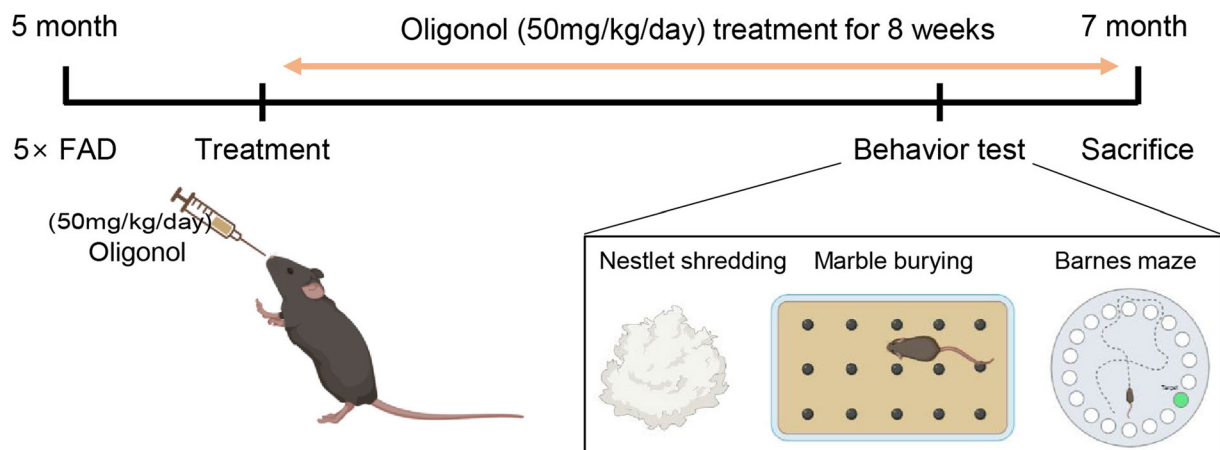 5 month
Oligonol (50mg/kg/day) treatment for 8 weeks
7 month
5× FAD
Treatment
Behavior test
Sacrifice
(50mg/kg/day)
Oligonol
Nestlet shredding
Marble burying
Barnes maze
Target